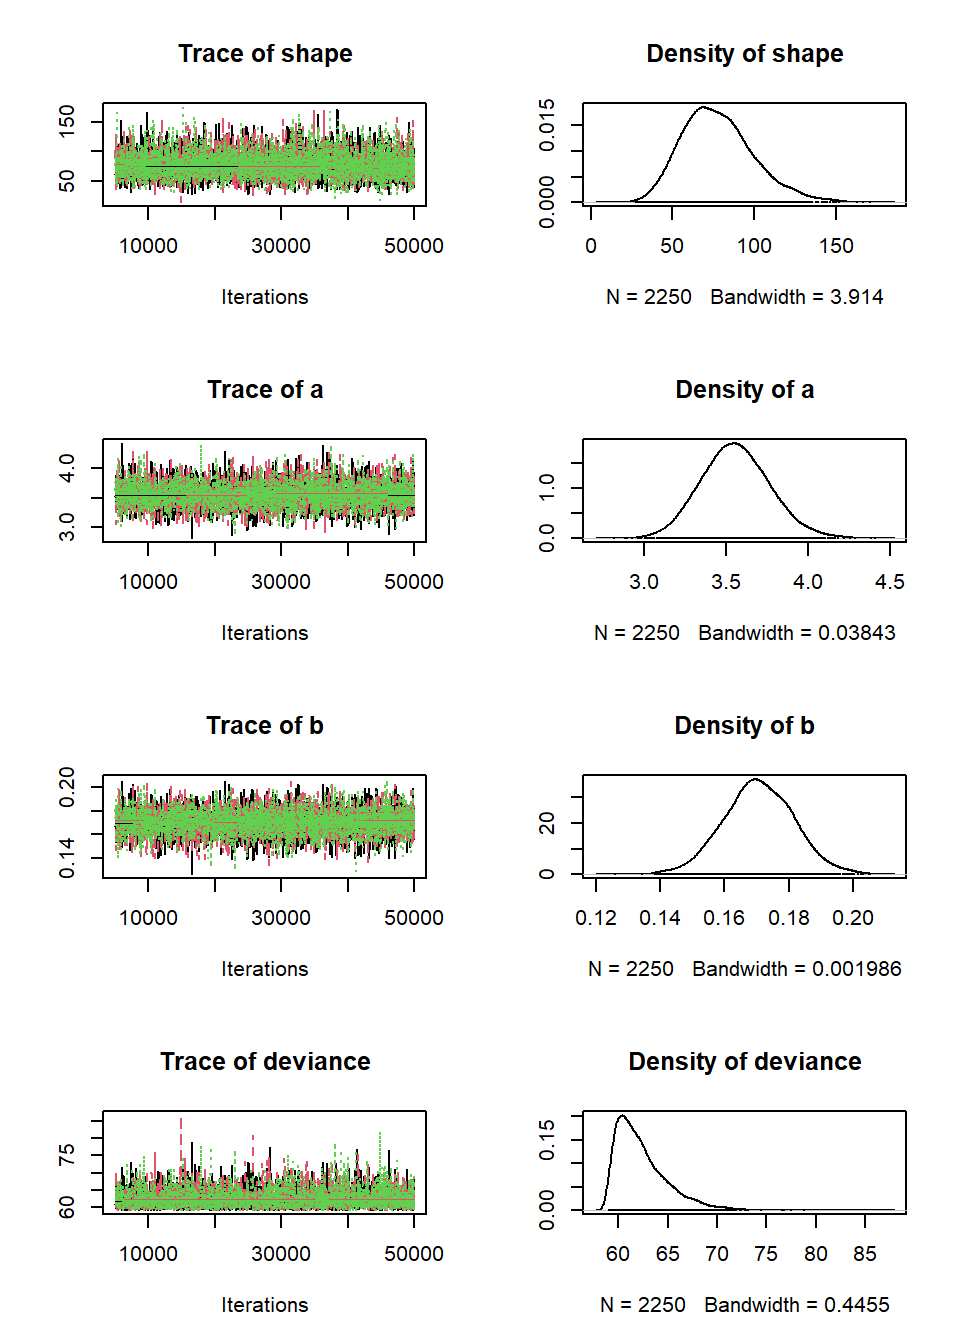 Trace of shape
Density of shape
150
50
10000 30000 50000
Iterations
0.015
0.000
0 50 100 150
N = 2250 Bandwidth = 3.914
Trace of a
Density of a
4.0
3.0
10000 30000 50000
Iterations
1.0
0.0
3.0 3.5 4.0 4.5
N = 2250 Bandwidth = 0.03843
Trace of b
Density of b
0.20
0.14
10000 30000 50000
Iterations
20
0
0.12 0.14 0.16 0.18 0.20
N = 2250 Bandwidth = 0.001986
Trace of deviance
Density of deviance
75
60
10000 30000 50000
Iterations
0.15
0.00
60 65 70 75 80 85
N = 2250 Bandwidth = 0.4455